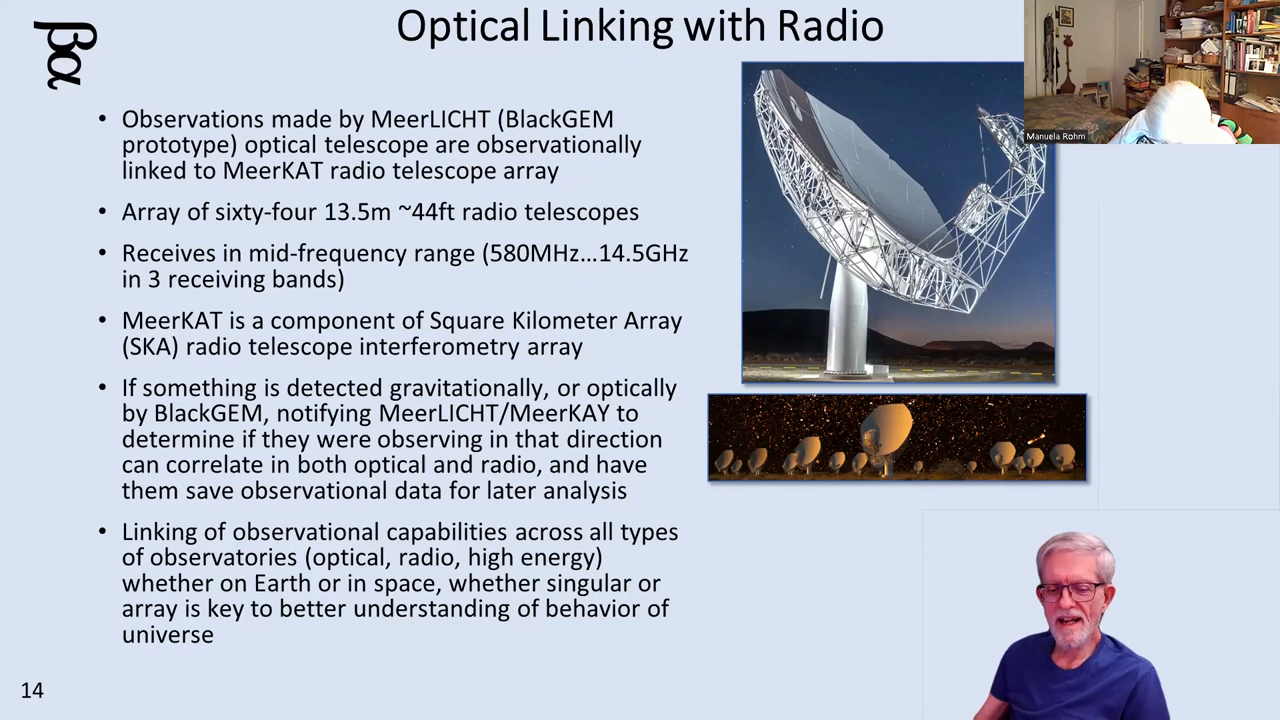 βα
Optical Linking with Radio
Manuela Rohm
• Observations made by MeerLICHT (BlackGEM
prototype) optical telescope are observationally
linked to MeerKAT radio telescope array
• Array of sixty-four 13.5m ~44ft radio telescopes
• Receives in mid-frequency range (580MHz…14.5GHz
in 3 receiving bands)
• MeerKAT is a component of Square Kilometer Array
(SKA) radio telescope interferometry array
• If something is detected gravitationally, or optically
by BlackGEM, notifying MeerLICHT/MeerKAY to
determine if they were observing in that direction
can correlate in both optical and radio, and have
them save observational data for later analysis
• Linking of observational capabilities across all types
of observatories (optical, radio, high energy)
whether on Earth or in space, whether singular or
array is key to better understanding of behavior of
universe
14